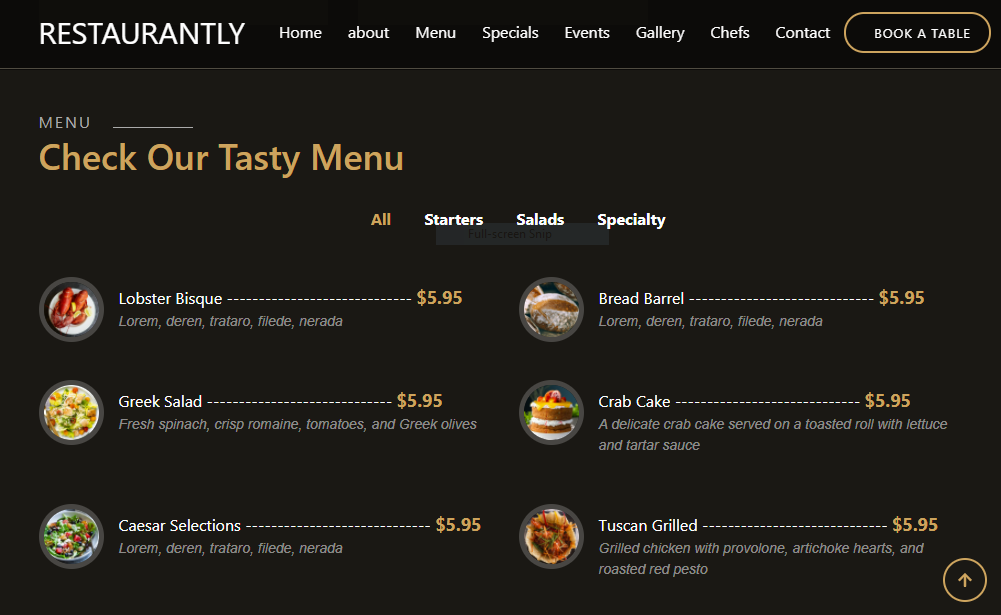 RESTAURANTLY Home about Menu Specials Events Gallery Chefs Contact BOOK A TABLE
MENU
Check Our Tasty Menu
All Starters Salads Specialty
Full-screen Snip
Lobster Bisque ----------------------------- $5.95
Lorem, deren, trataro, filede, nerada
Bread Barrel ----------------------------- $5.95
Lorem, deren, trataro, filede, nerada
Greek Salad ----------------------------- $5.95
Fresh spinach, crisp romaine, tomatoes, and Greek olives
Crab Cake ----------------------------- $5.95
A delicate crab cake served on a toasted roll with lettuce
and tartar sauce
Caesar Selections ----------------------------- $5.95
Lorem, deren, trataro, filede, nerada
Tuscan Grilled ----------------------------- $5.95
Grilled chicken with provolone, artichoke hearts, and
roasted red pesto